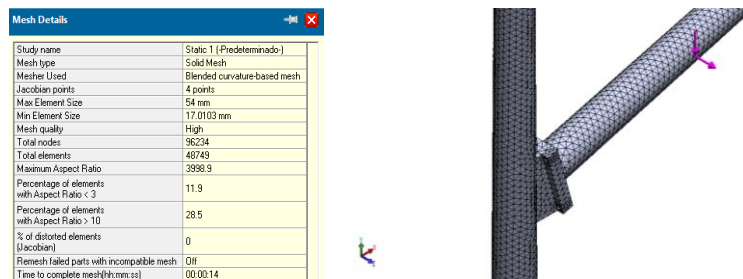 Mesh Details
Study name Static 1 (-Predeterminado-)
Mesh type Solid Mesh
Mesher Used Blended curvature-based mesh
Jacobian points 4 points
Max Element Size 54 mm
Min Element Size 17.0103 mm
Mesh quality High
Total nodes 96234
Total elements 48749
Maximum Aspect Ratio 3998.9
Percentage of elements
with Aspect Ratio < 3 11.9
Percentage of elements
with Aspect Ratio > 10 28.5
% of distorted elements
(Jacobian) 0
Remesh failed parts with incompatible mesh Off
Time to complete mesh(hh:mm:ss) 00:00:14